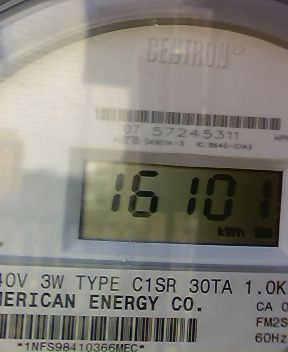 CENTRON®
07 57245311
16101
kWh
40V 3W TYPE C1SR 30TA 1.0K
MERICAN ENERGY CO.
CA 0
FM2S
60Hz
*1NFS98410366MEC*